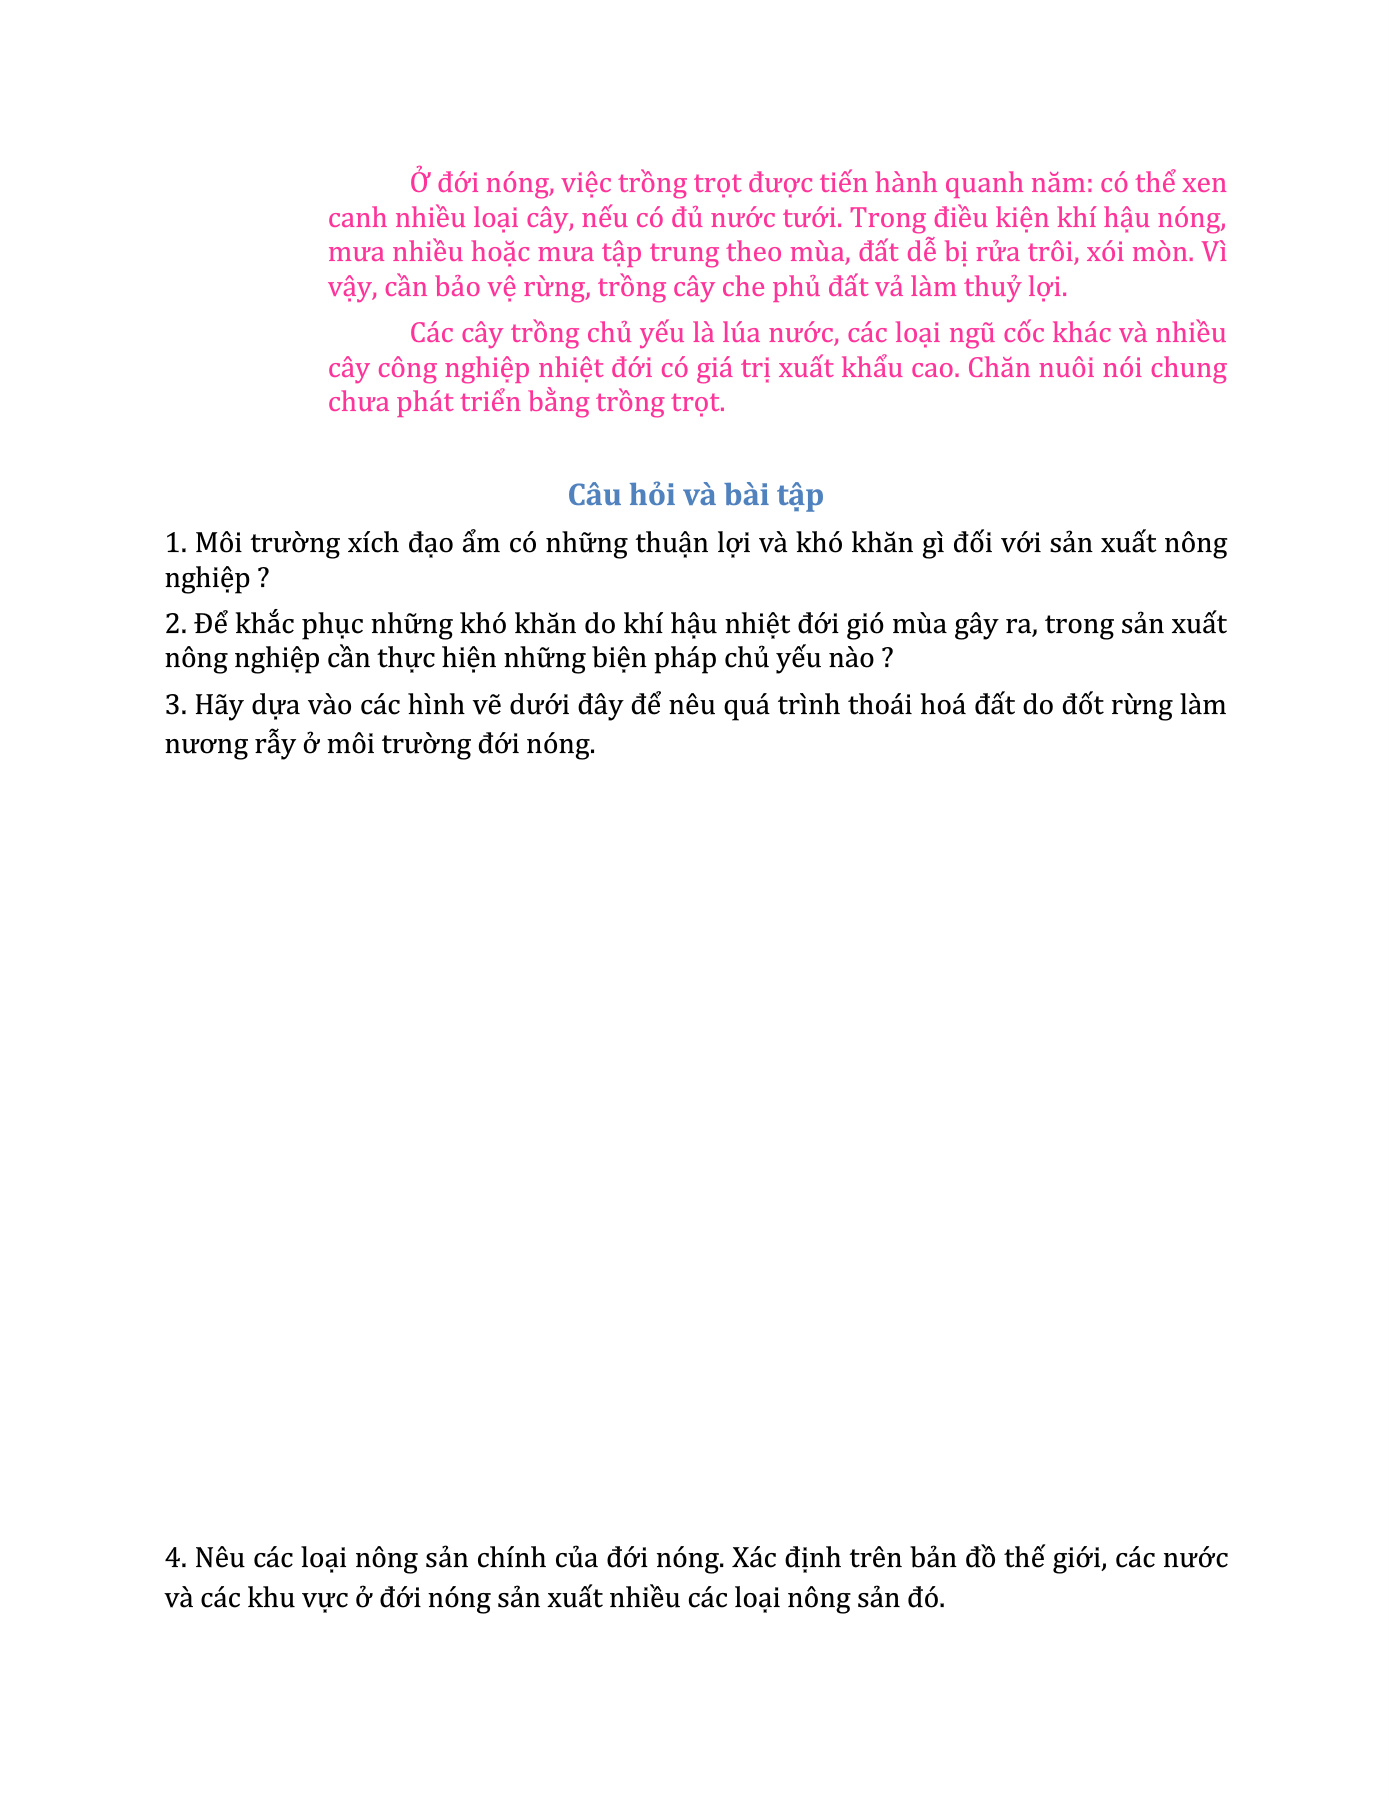 Ở đới nóng, việc trồng trọt được tiến hành quanh năm: có thể xen
canh nhiều loại cây, nếu có đủ nước tưới. Trong điều kiện khí hậu nóng,
mưa nhiều hoặc mưa tập trung theo mùa, đất dễ bị rửa trôi, xói mòn. Vì
vậy, cần bảo vệ rừng, trồng cây che phủ đất vả làm thuỷ lợi.
Các cây trồng chủ yếu là lúa nước, các loại ngũ cốc khác và nhiều
cây công nghiệp nhiệt đới có giá trị xuất khẩu cao. Chăn nuôi nói chung
chưa phát triển bằng trồng trọt.
Câu hỏi và bài tập
1. Môi trường xích đạo ẩm có những thuận lợi và khó khăn gì đối với sản xuất nông
nghiệp ?
2. Để khắc phục những khó khăn do khí hậu nhiệt đới gió mùa gây ra, trong sản xuất
nông nghiệp cần thực hiện những biện pháp chủ yếu nào ?
3. Hãy dựa vào các hình vẽ dưới đây để nêu quá trình thoái hoá đất do đốt rừng làm
nương rẫy ở môi trường đới nóng.
4. Nêu các loại nông sản chính của đới nóng. Xác định trên bản đồ thế giới, các nước
và các khu vực ở đới nóng sản xuất nhiều các loại nông sản đó.